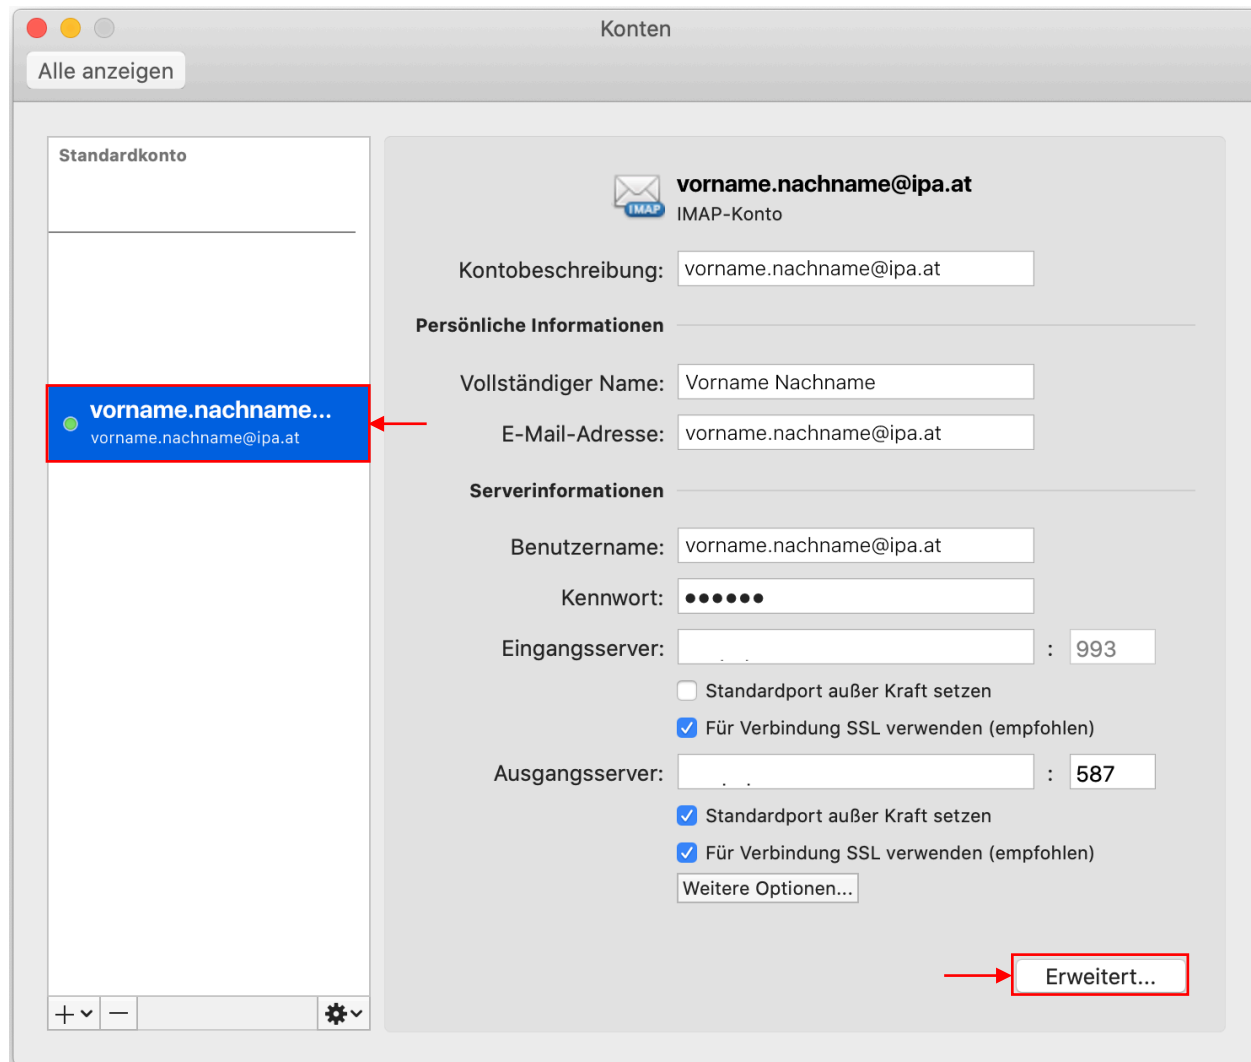 Konten
Alle anzeigen
Standardkonto
vorname.nachname...
vorname.nachname@ipa.at
vorname.nachname@ipa.at
IMAP
IMAP-Konto
Kontobeschreibung: vorname.nachname@ipa.at
Persönliche Informationen
Vollständiger Name: Vorname Nachname
E-Mail-Adresse: vorname.nachname@ipa.at
Serverinformationen
Benutzername: vorname.nachname@ipa.at
Kennwort: ●●●●●●
Eingangsserver: : 993
Standardport außer Kraft setzen
Für Verbindung SSL verwenden (empfohlen)
Ausgangsserver: : 587
Standardport außer Kraft setzen
Für Verbindung SSL verwenden (empfohlen)
Weitere Optionen...
Erweitert...